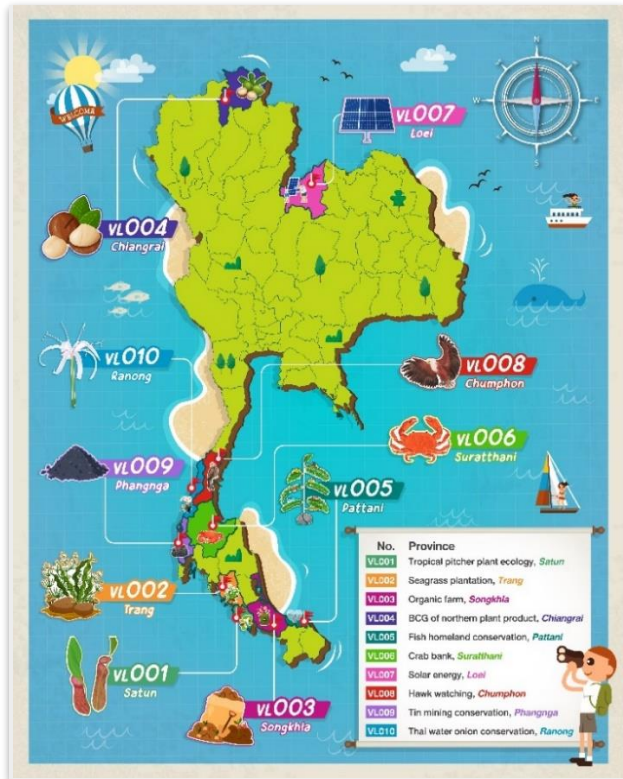 WELCOME
N
W
E
S
VL007
Loei
VL004
Chiangrai
VL010
Ranong
VL008
Chumphon
VL006
Suratthani
VL009
Phangnga
VL005
Pattani
VL002
Trang
VL001
Satun
VL003
Songkhla
No. Province
VL001 Tropical pitcher plant ecology, Satun
VL002 Seagrass plantation, Trang
VL003 Organic farm, Songkhla
VL004 BCG of northern plant product, Chiangrai
VL005 Fish homeland conservation, Pattani
VL006 Crab bank, Suratthani
VL007 Solar energy, Loei
VL008 Hawk watching, Chumphon
VL009 Tin mining conservation, Phangnga
VL010 Thai water onion conservation, Ranong